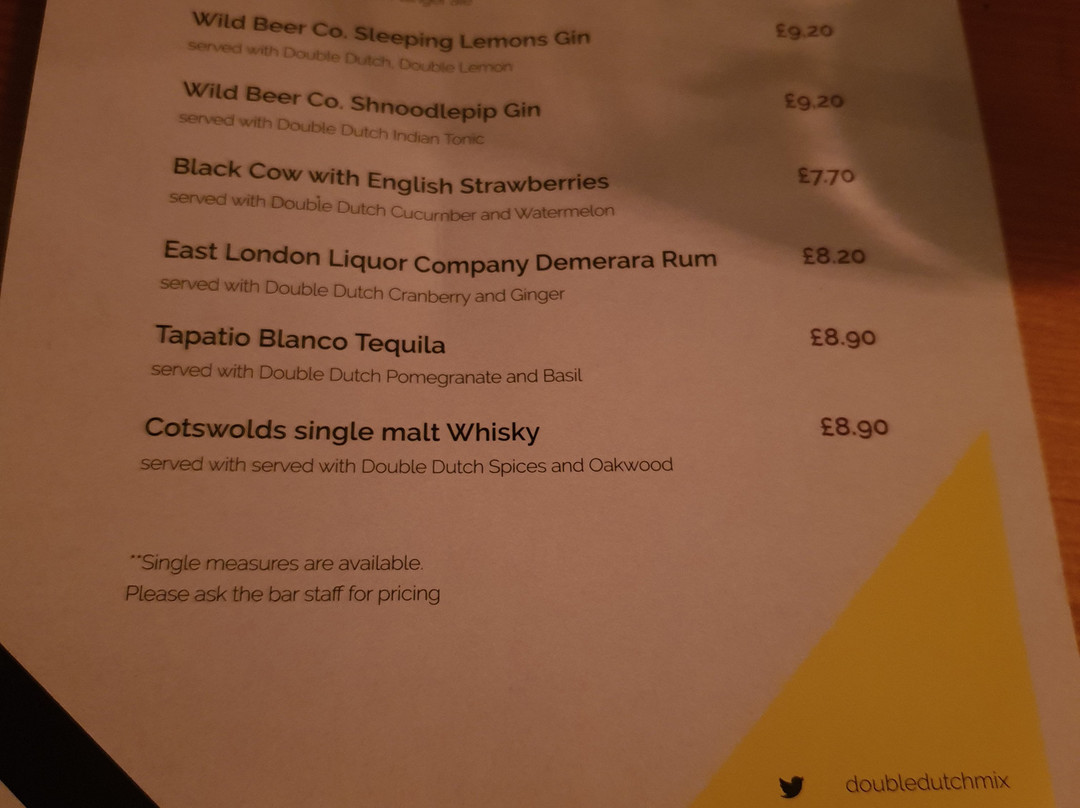 Wild Beer Co. Sleeping Lemons Gin £9.20
served with Double Dutch, Double Lemon
Wild Beer Co. Shnoodlepip Gin £9.20
served with Double Dutch Indian Tonic
Black Cow with English Strawberries £7.70
served with Double Dutch Cucumber and Watermelon
East London Liquor Company Demerara Rum £8.20
served with Double Dutch Cranberry and Ginger
Tapatio Blanco Tequila £8.90
served with Double Dutch Pomegranate and Basil
Cotswolds single malt Whisky £8.90
served with served with Double Dutch Spices and Oakwood
**Single measures are available.
Please ask the bar staff for pricing
doubledutchmix